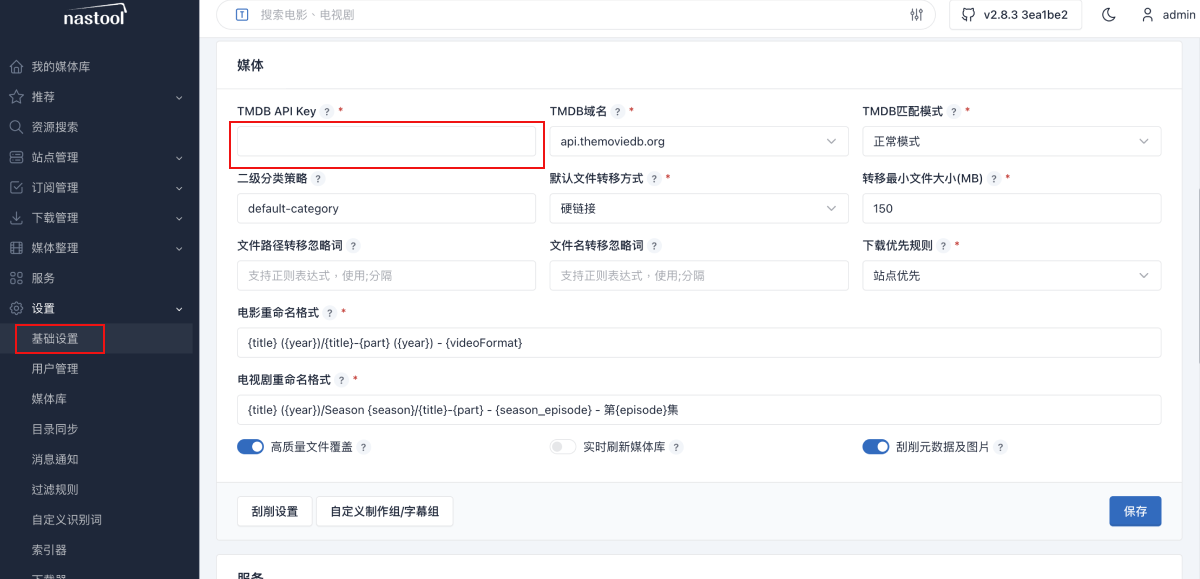 nastool
搜索电影、电视剧
v2.8.3 3ea1be2
admin
我的媒体库
推荐
资源搜索
站点管理
订阅管理
下载管理
媒体整理
服务
设置
基础设置
用户管理
媒体库
目录同步
消息通知
过滤规则
自定义识别词
索引器
下载器
媒体
TMDB API Key ? *
TMDB域名 ? *
TMDB匹配模式 ? *
api.themoviedb.org
正常模式
二级分类策略 ?
默认文件转移方式 ? *
转移最小文件大小(MB) ? *
default-category
硬链接
150
文件路径转移忽略词 ?
文件名转移忽略词 ?
下载优先规则 ? *
支持正则表达式，使用;分隔
支持正则表达式，使用;分隔
站点优先
电影重命名格式 ? *
{title} ({year})/{title}-{part} ({year}) - {videoFormat}
电视剧重命名格式 ? *
{title} ({year})/Season {season}/{title}-{part} - {season_episode} - 第{episode}集
高质量文件覆盖 ?
实时刷新媒体库 ?
刮削元数据及图片 ?
刮削设置
自定义制作组/字幕组
保存
服务